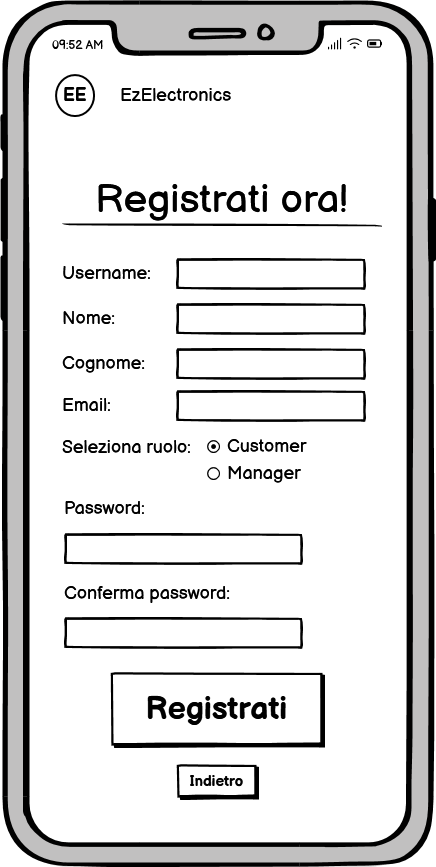 09:52 AM
EE EzElectronics
Registrati ora!
Username:
Nome:
Cognome:
Email:
Seleziona ruolo: Customer
Manager
Password:
Conferma password:
Registrati
Indietro